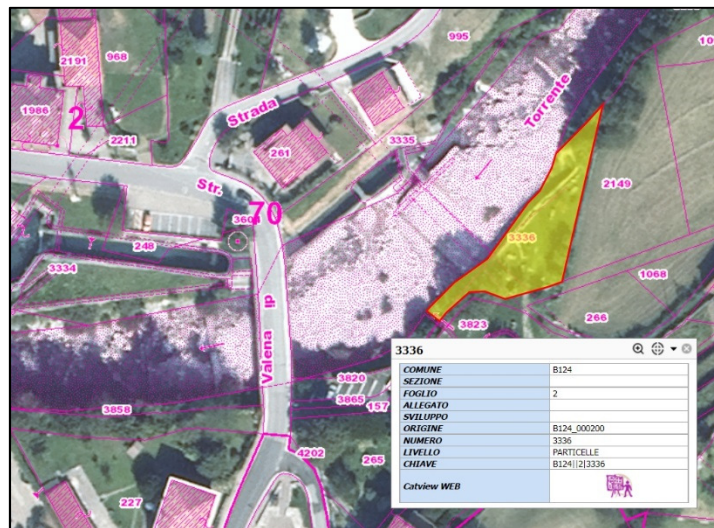 2191
968
995
1986
2
2211
Strada
261
3335
Torrente
2149
Str.
70
248
3336
3334
1068
266
3823
Valena
di
3820
3858
3865
157
4202
265
227
3336
COMUNE B124
SEZIONE
FOGLIO 2
ALLEGATO
SVILUPPO
ORIGINE B124_000200
NUMERO 3336
LIVELLO PARTICELLE
CHIAVE B124||2|3336
Catview WEB